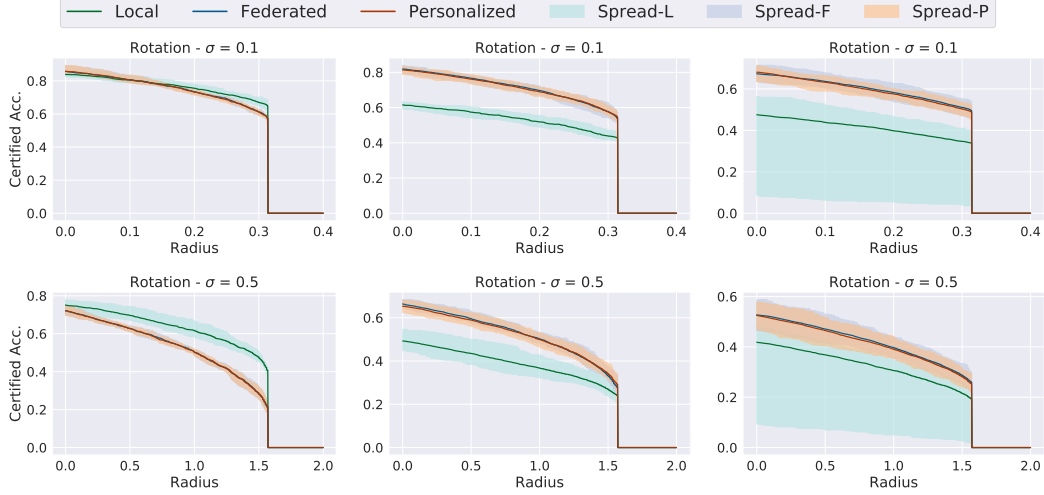 Local Federated Personalized Spread-L Spread-F Spread-P
Rotation - σ = 0.1
Certified Acc.
0.8
0.6
0.4
0.2
0.0
0.0 0.1 0.2 0.3 0.4
Radius
Rotation - σ = 0.1
0.8
0.6
0.4
0.2
0.0
0.0 0.1 0.2 0.3 0.4
Radius
Rotation - σ = 0.1
0.6
0.4
0.2
0.0
0.0 0.1 0.2 0.3 0.4
Radius
Rotation - σ = 0.5
Certified Acc.
0.8
0.6
0.4
0.2
0.0
0.0 0.5 1.0 1.5 2.0
Radius
Rotation - σ = 0.5
0.6
0.4
0.2
0.0
0.0 0.5 1.0 1.5 2.0
Radius
Rotation - σ = 0.5
0.6
0.4
0.2
0.0
0.0 0.5 1.0 1.5 2.0
Radius